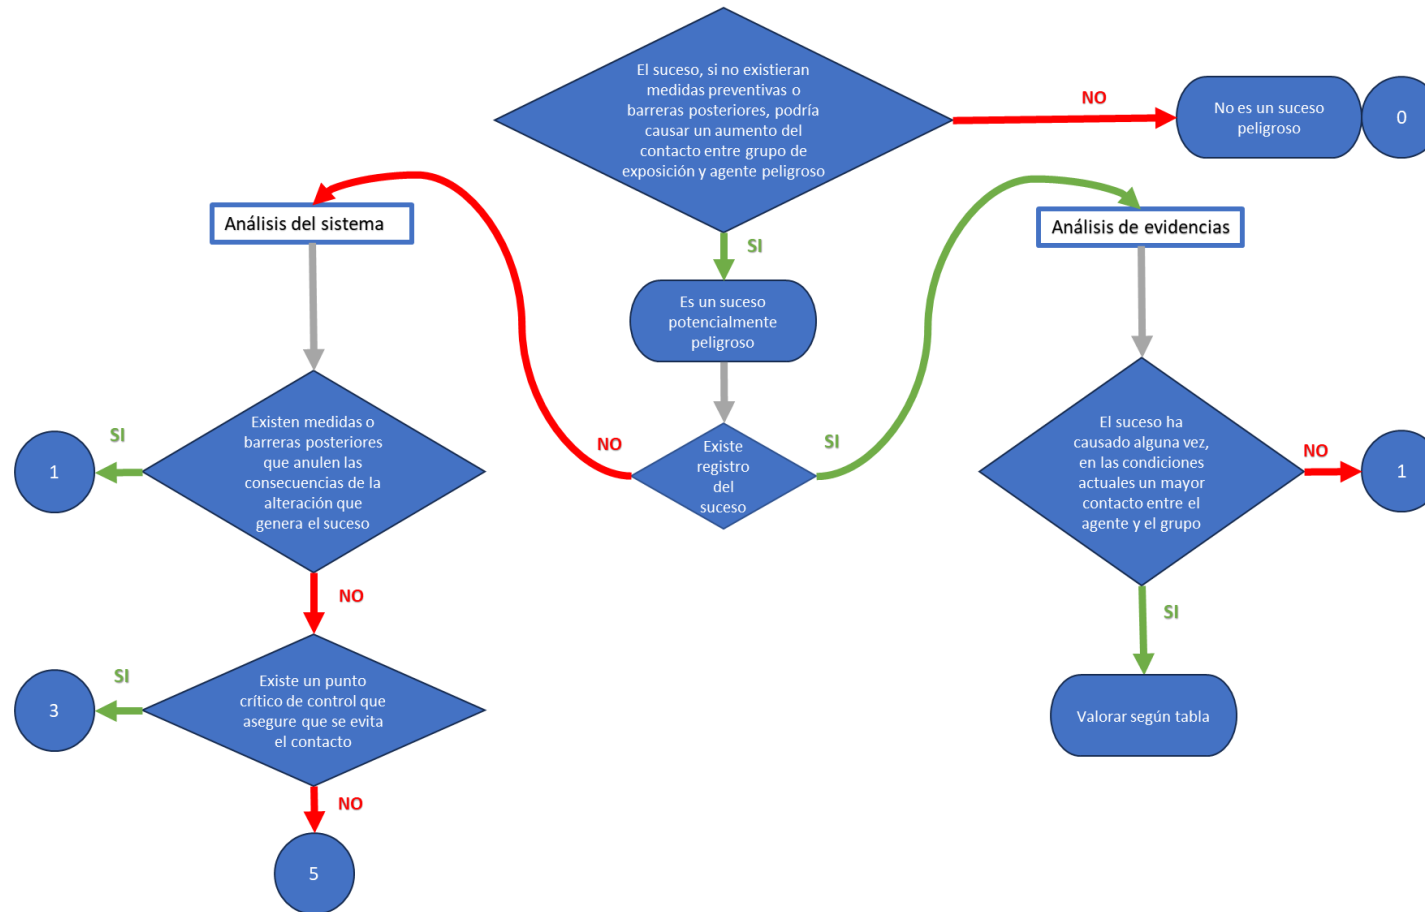 El suceso, si no existieran
medidas preventivas o
barreras posteriores, podría
causar un aumento del
contacto entre grupo de
exposición y agente peligroso
NO
No es un suceso
peligroso
0
SI
Es un suceso
potencialmente
peligroso
Existe
registro
del
suceso
NO
SI
Análisis del sistema
Existen medidas o
barreras posteriores
que anulen las
consecuencias de la
alteración que
genera el suceso
SI
1
NO
Existe un punto
crítico de control que
asegure que se evita
el contacto
SI
3
NO
5
Análisis de evidencias
El suceso ha
causado alguna vez,
en las condiciones
actuales un mayor
contacto entre el
agente y el grupo
NO
1
SI
Valorar según tabla